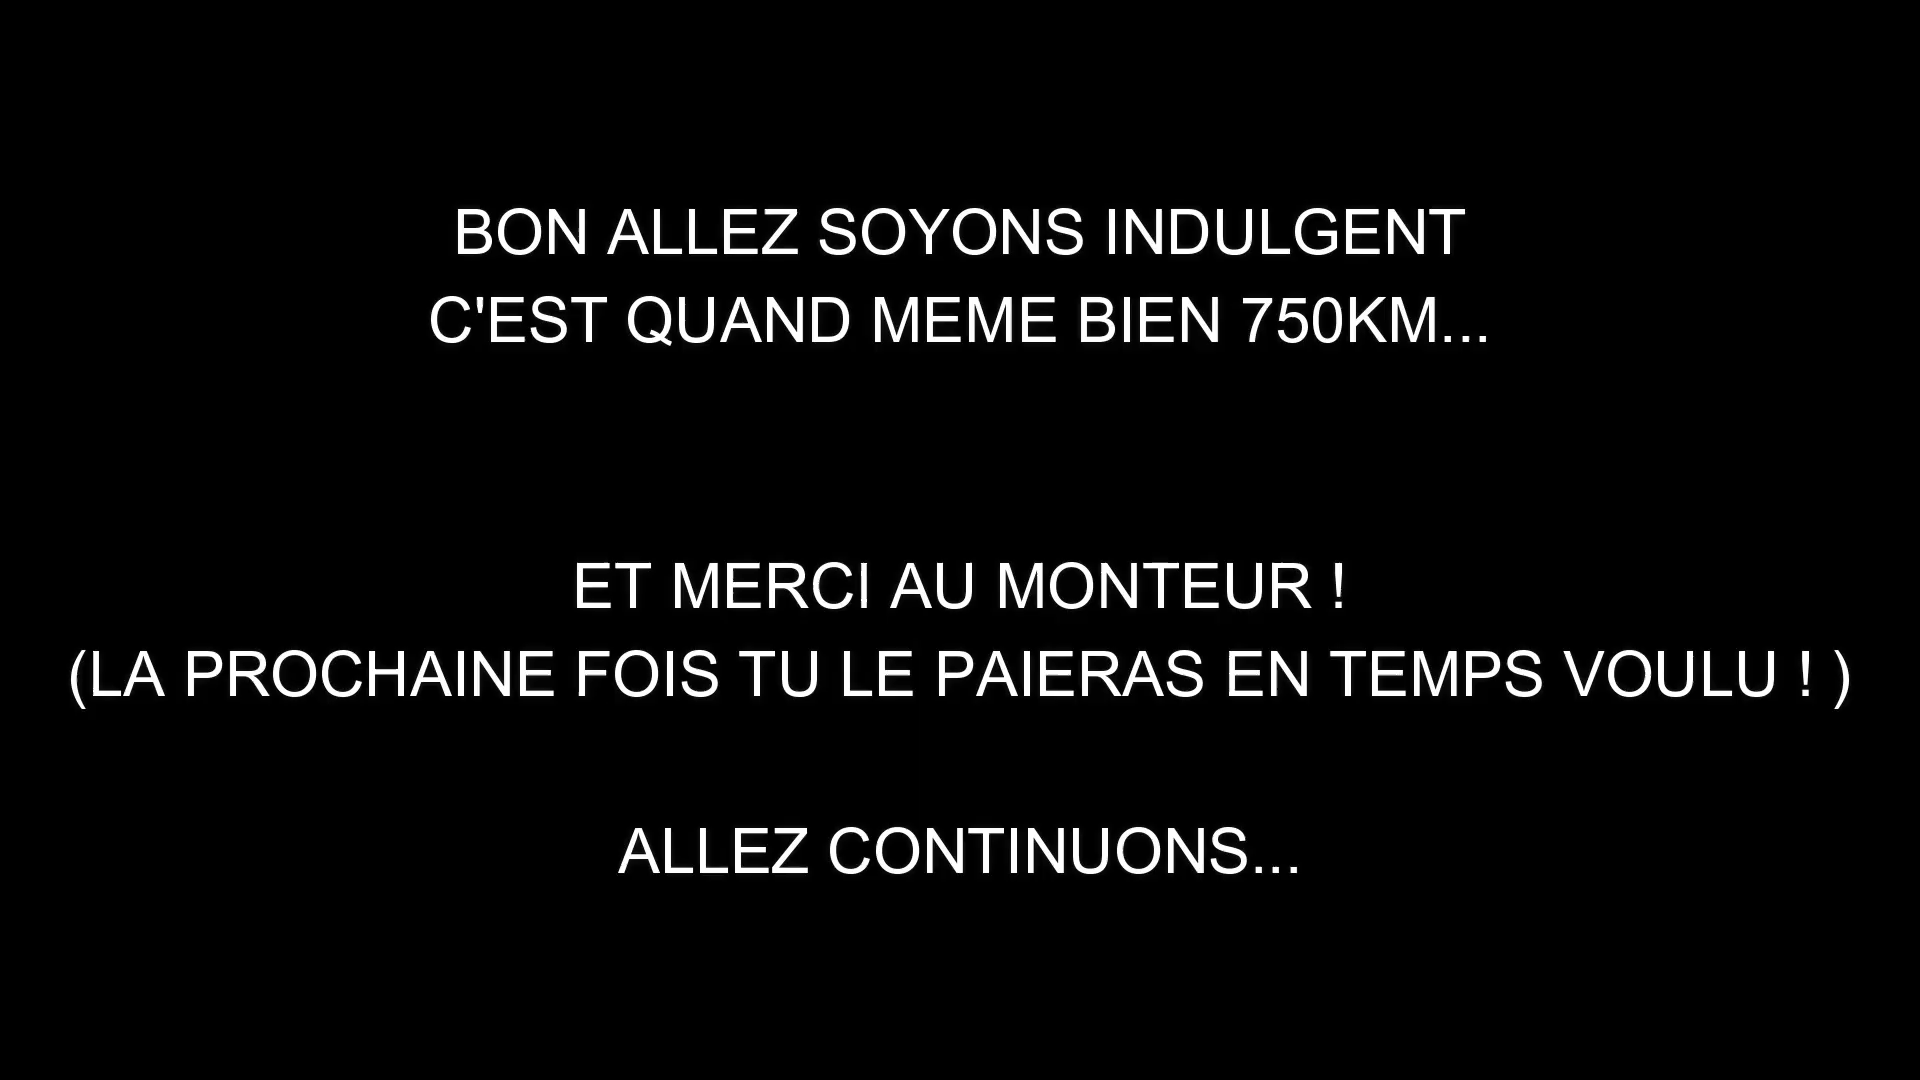 BON ALLEZ SOYONS INDULGENT
C'EST QUAND MEME BIEN 750KM...
ET MERCI AU MONTEUR !
(LA PROCHAINE FOIS TU LE PAIERAS EN TEMPS VOULU ! )
ALLEZ CONTINUONS...